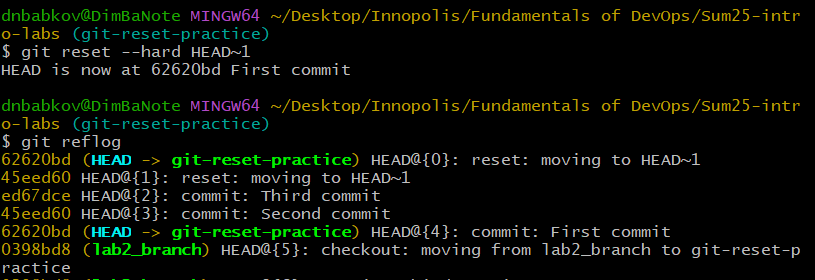 dnbabkov@DimBaNote MINGW64 ~/Desktop/Innopolis/Fundamentals of DevOps/Sum25-intr
o-labs (git-reset-practice)
$ git reset --hard HEAD~1
HEAD is now at 62620bd First commit
dnbabkov@DimBaNote MINGW64 ~/Desktop/Innopolis/Fundamentals of DevOps/Sum25-intr
o-labs (git-reset-practice)
$ git reflog
62620bd (HEAD -> git-reset-practice) HEAD@{0}: reset: moving to HEAD~1
45eed60 HEAD@{1}: reset: moving to HEAD~1
ed67dce HEAD@{2}: commit: Third commit
45eed60 HEAD@{3}: commit: Second commit
62620bd (HEAD -> git-reset-practice) HEAD@{4}: commit: First commit
0398bd8 (lab2_branch) HEAD@{5}: checkout: moving from lab2_branch to git-reset-p
ractice